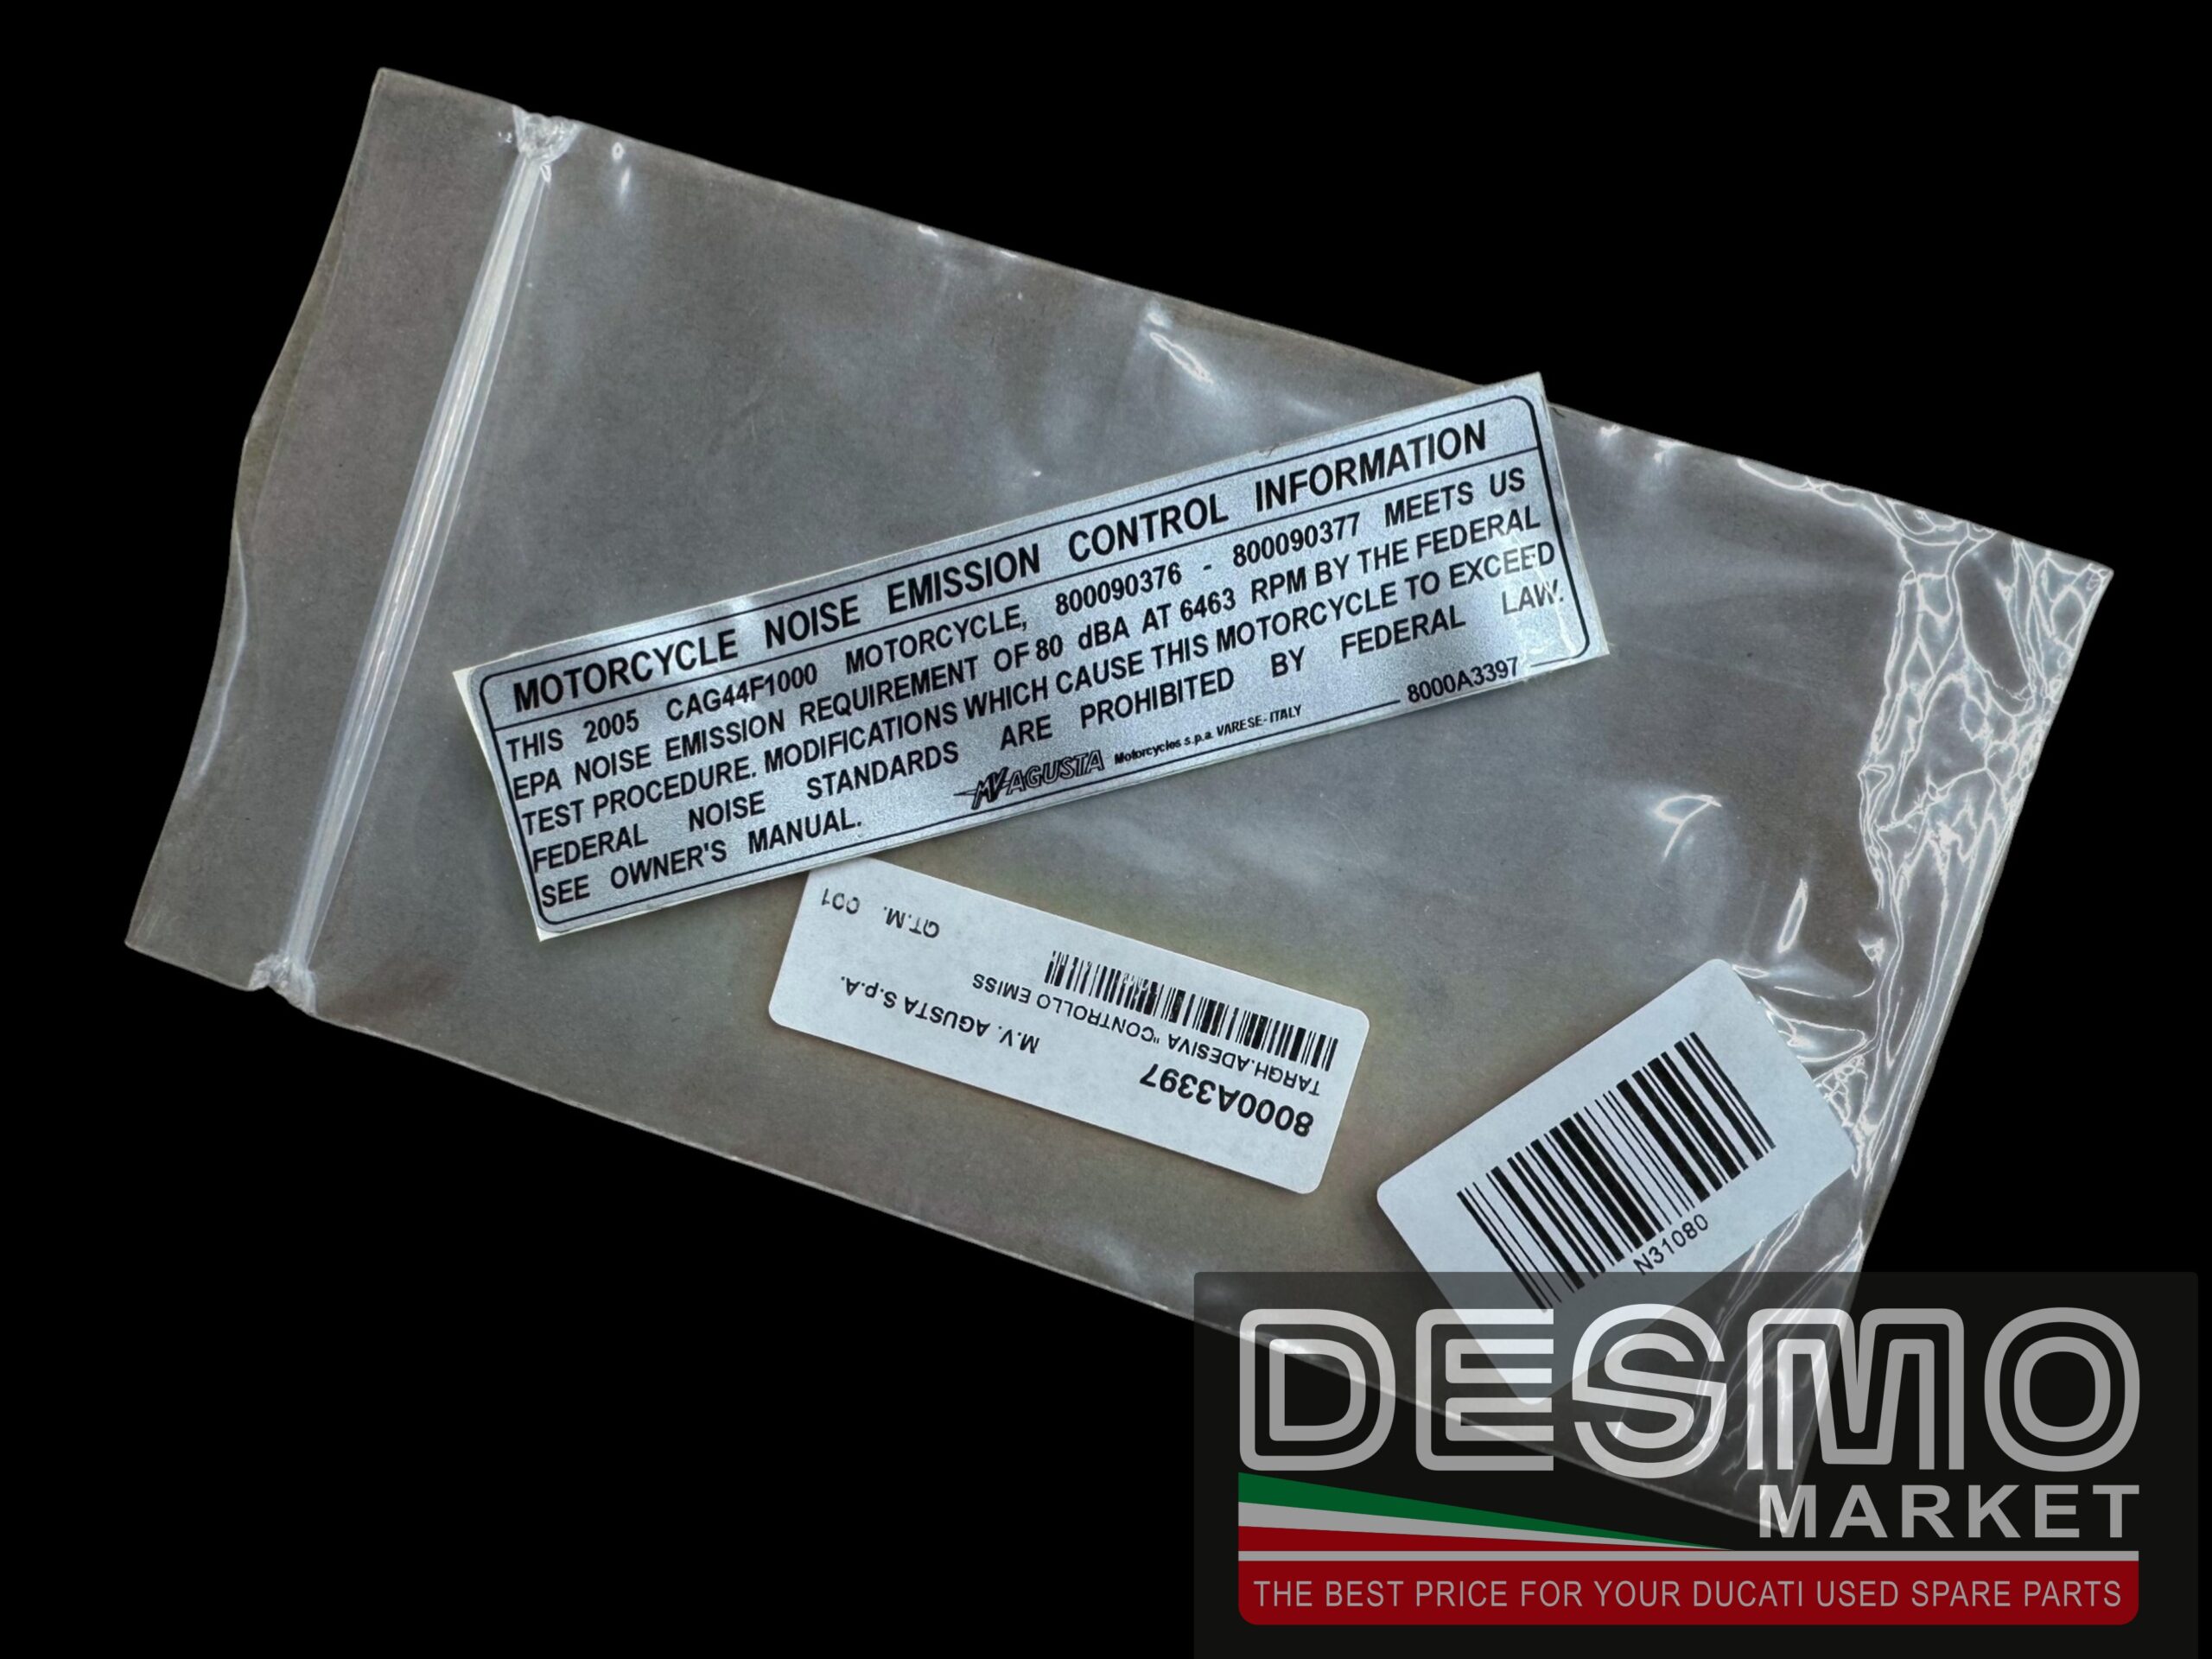 MOTORCYCLE NOISE EMISSION CONTROL INFORMATION
THIS 2005 CAG44F1000 MOTORCYCLE, 800090376 - 800090377 MEETS US
EPA NOISE EMISSION REQUIREMENT OF 80 dBA AT 6463 RPM BY THE FEDERAL
TEST PROCEDURE. MODIFICATIONS WHICH CAUSE THIS MOTORCYCLE TO EXCEED
FEDERAL NOISE STANDARDS ARE PROHIBITED BY FEDERAL LAW.
SEE OWNER'S MANUAL.
MV AGUSTA Motorcycles s.p.a. VARESE-ITALY
8000A3397
M.V. AGUSTA S.p.A.
8000A3397
TARGH.ADESIVA "CONTROLLO EMISS
QT.M. 001
N31080
DESMO
MARKET
THE BEST PRICE FOR YOUR DUCATI USED SPARE PARTS